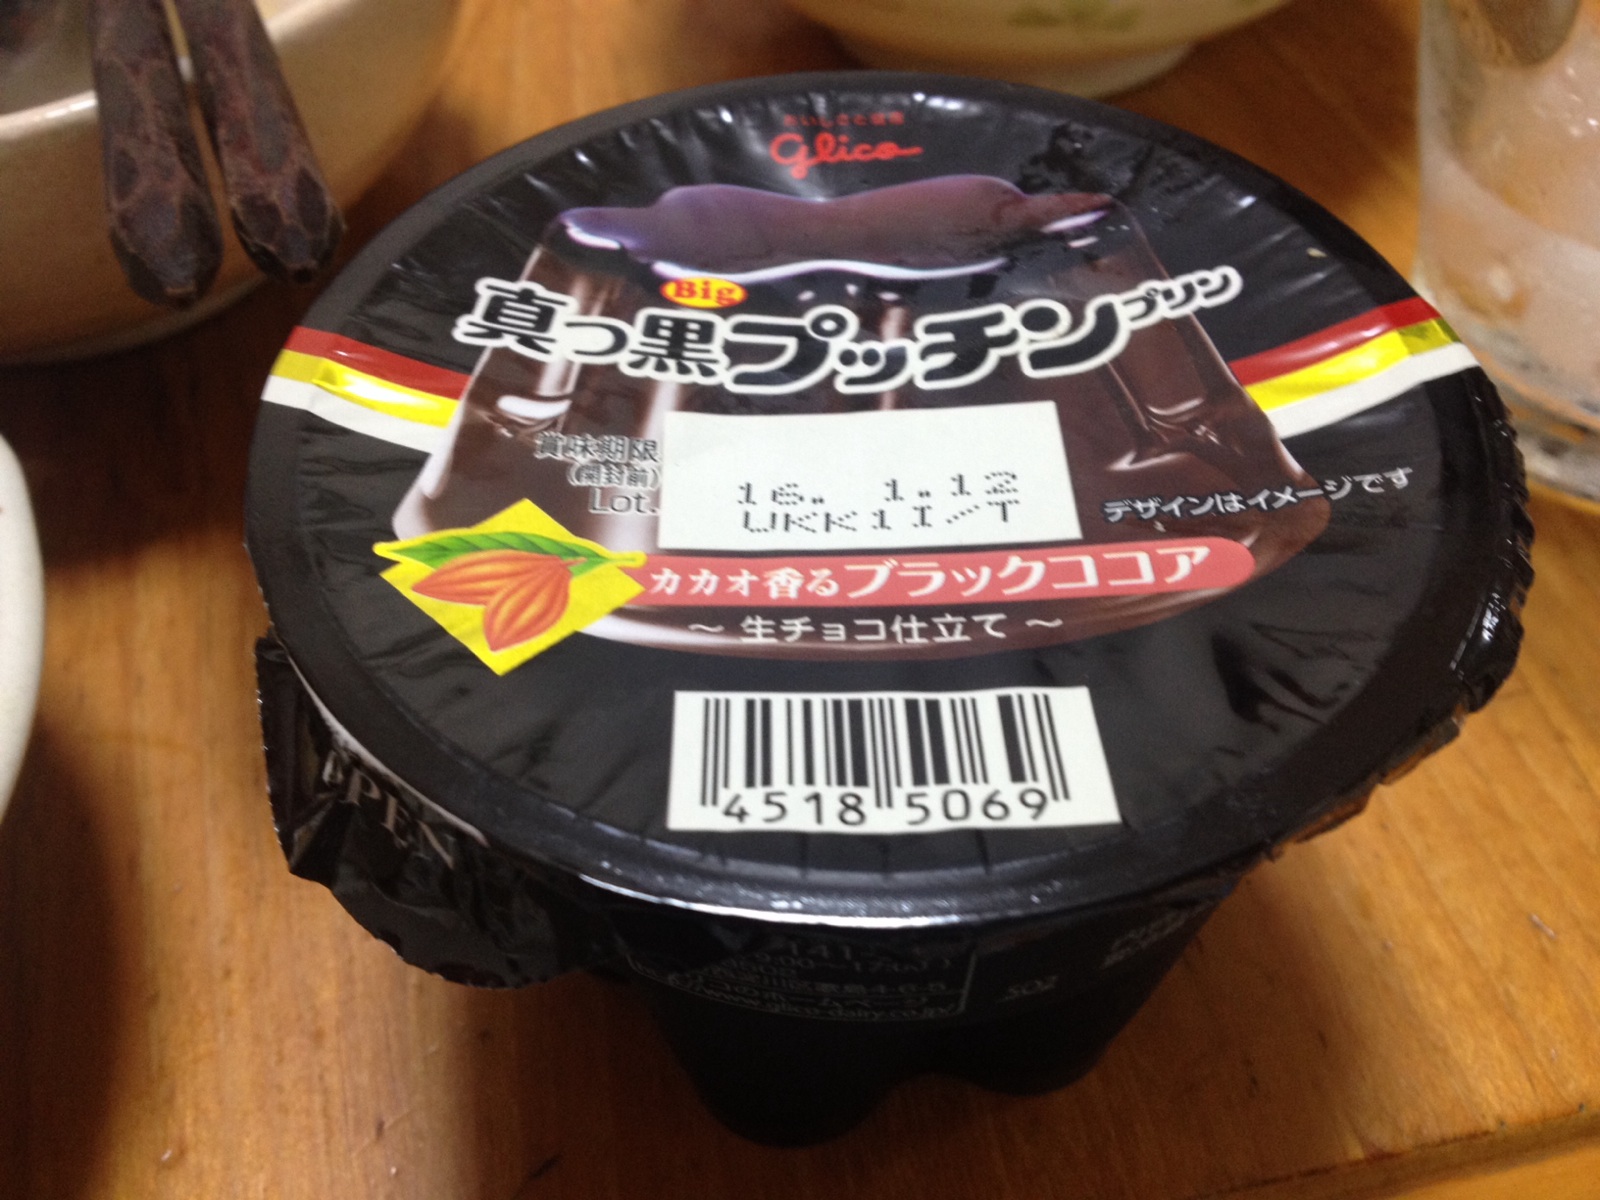 おいしさと健康
Glico
Big
真っ黒プッチンプリン
賞味期限
(開封前)
Lot.
16. 1.12
UKK1I/T
デザインはイメージです
カカオ香るブラックココア
～ 生チョコ仕立て ～
4518 5069
OPEN